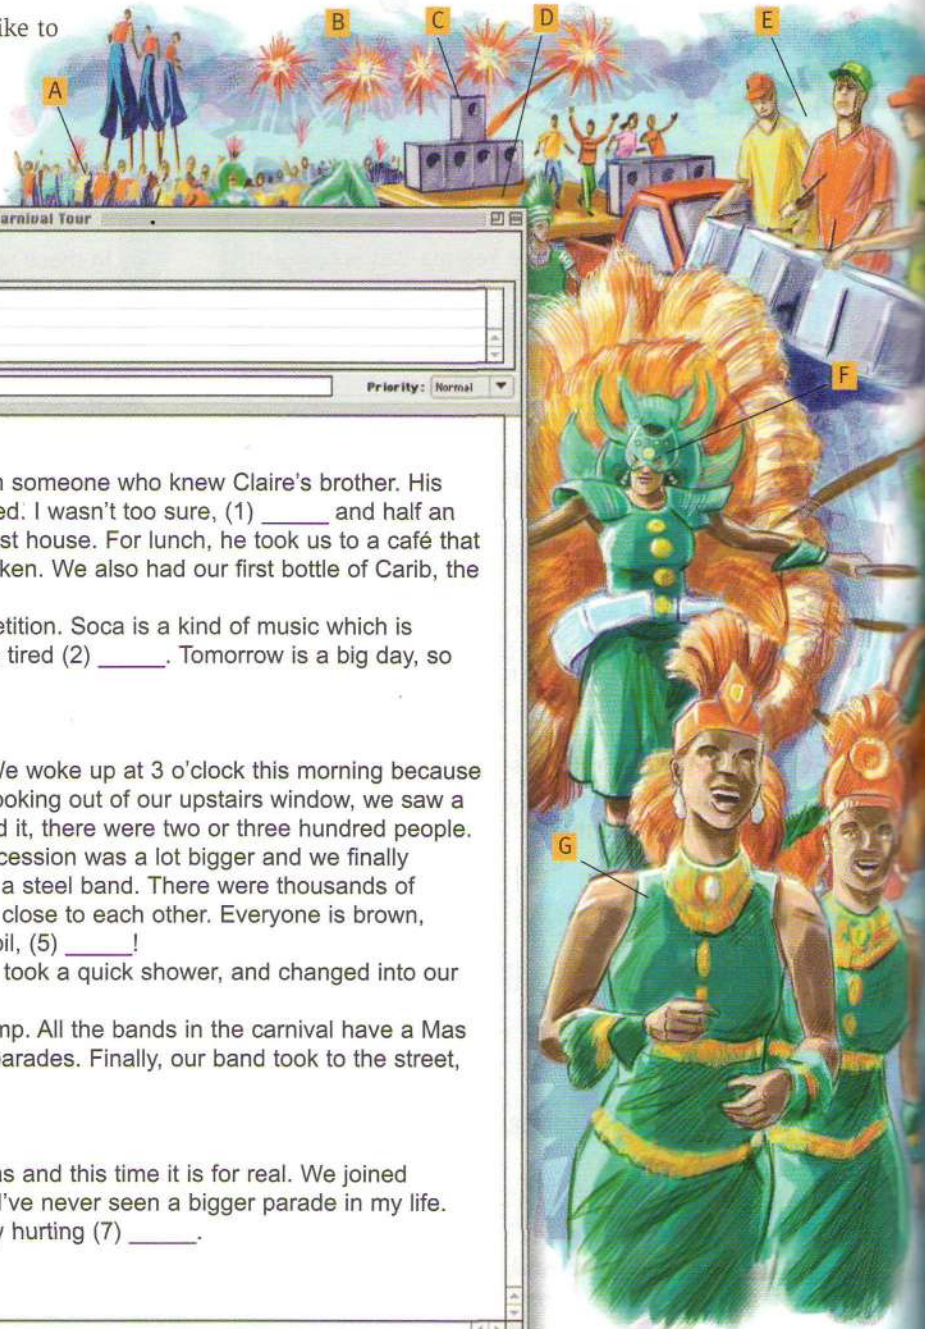 ike to
A
B
C
D
E
arnival Tour
Priority: Normal
F
n someone who knew Claire's brother. His
ed. I wasn't too sure, (1) _____ and half an
st house. For lunch, he took us to a café that
ken. We also had our first bottle of Carib, the
etition. Soca is a kind of music which is
tired (2) _____. Tomorrow is a big day, so
We woke up at 3 o'clock this morning because
ooking out of our upstairs window, we saw a
d it, there were two or three hundred people.
cession was a lot bigger and we finally
a steel band. There were thousands of
close to each other. Everyone is brown,
oil, (5) _____!
took a quick shower, and changed into our
G
mp. All the bands in the carnival have a Mas
arades. Finally, our band took to the street,
ns and this time it is for real. We joined
I've never seen a bigger parade in my life.
y hurting (7) _____.